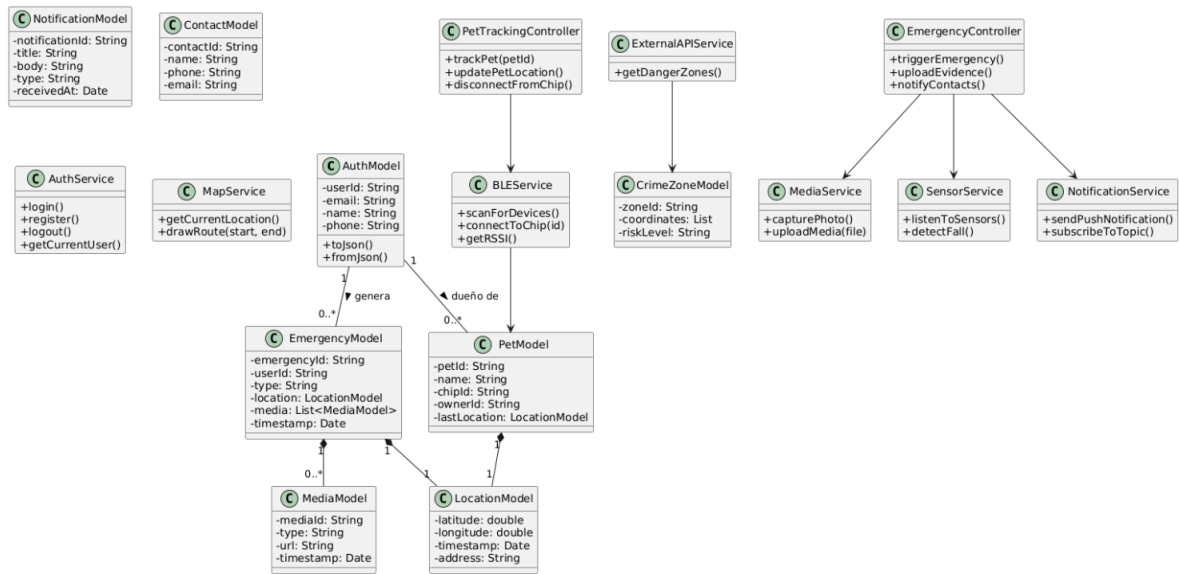 C NotificationModel
-notificationId: String
-title: String
-body: String
-type: String
-receivedAt: Date
C ContactModel
-contactId: String
-name: String
-phone: String
-email: String
C PetTrackingController
+trackPet(petId)
+updatePetLocation()
+disconnectFromChip()
C ExternalAPIService
+getDangerZones()
C EmergencyController
+triggerEmergency()
+uploadEvidence()
+notifyContacts()
C AuthService
+login()
+register()
+logout()
+getCurrentUser()
C MapService
+getCurrentLocation()
+drawRoute(start, end)
C AuthModel
-userId: String
-email: String
-name: String
-phone: String
+toJson()
+fromJson()
C BLEService
+scanForDevices()
+connectToChip(id)
+getRSSI()
C CrimeZoneModel
-zoneId: String
-coordinates: List
-riskLevel: String
C MediaService
+capturePhoto()
+uploadMedia(file)
C SensorService
+listenToSensors()
+detectFall()
C NotificationService
+sendPushNotification()
+subscribeToTopic()
1
genera
0..*
1
dueño de
0..*
C EmergencyModel
-emergencyId: String
-userId: String
-type: String
-location: LocationModel
-media: List<MediaModel>
-timestamp: Date
C PetModel
-petId: String
-name: String
-chipId: String
-ownerId: String
-lastLocation: LocationModel
1
0..*
1
1
1
1
C MediaModel
-mediaId: String
-type: String
-url: String
-timestamp: Date
C LocationModel
-latitude: double
-longitude: double
-timestamp: Date
-address: String